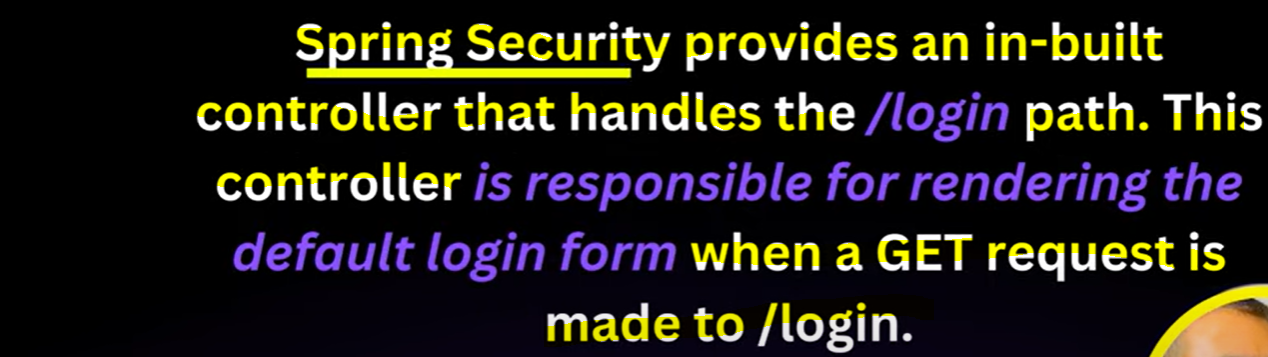 Spring Security provides an in-built
controller that handles the /login path. This
controller is responsible for rendering the
default login form when a GET request is
made to /login.